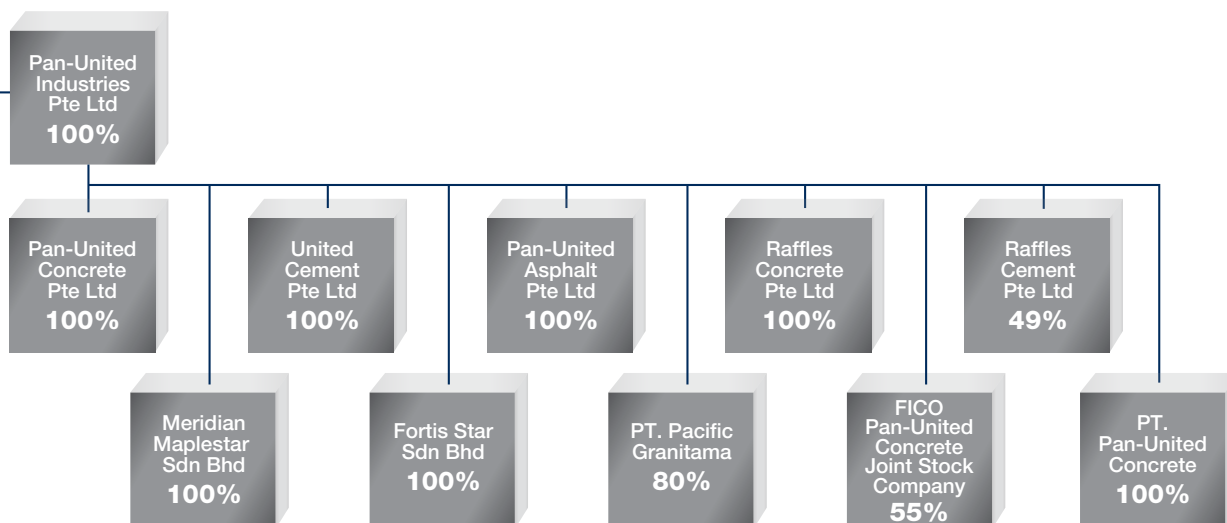 Pan-United
Industries
Pte Ltd
100%
Pan-United
Concrete
Pte Ltd
100%
United
Cement
Pte Ltd
100%
Pan-United
Asphalt
Pte Ltd
100%
Raffles
Concrete
Pte Ltd
100%
Raffles
Cement
Pte Ltd
49%
Meridian
Maplestar
Sdn Bhd
100%
Fortis Star
Sdn Bhd
100%
PT. Pacific
Granitama
80%
FICO
Pan-United
Concrete
Joint Stock
Company
55%
PT.
Pan-United
Concrete
100%